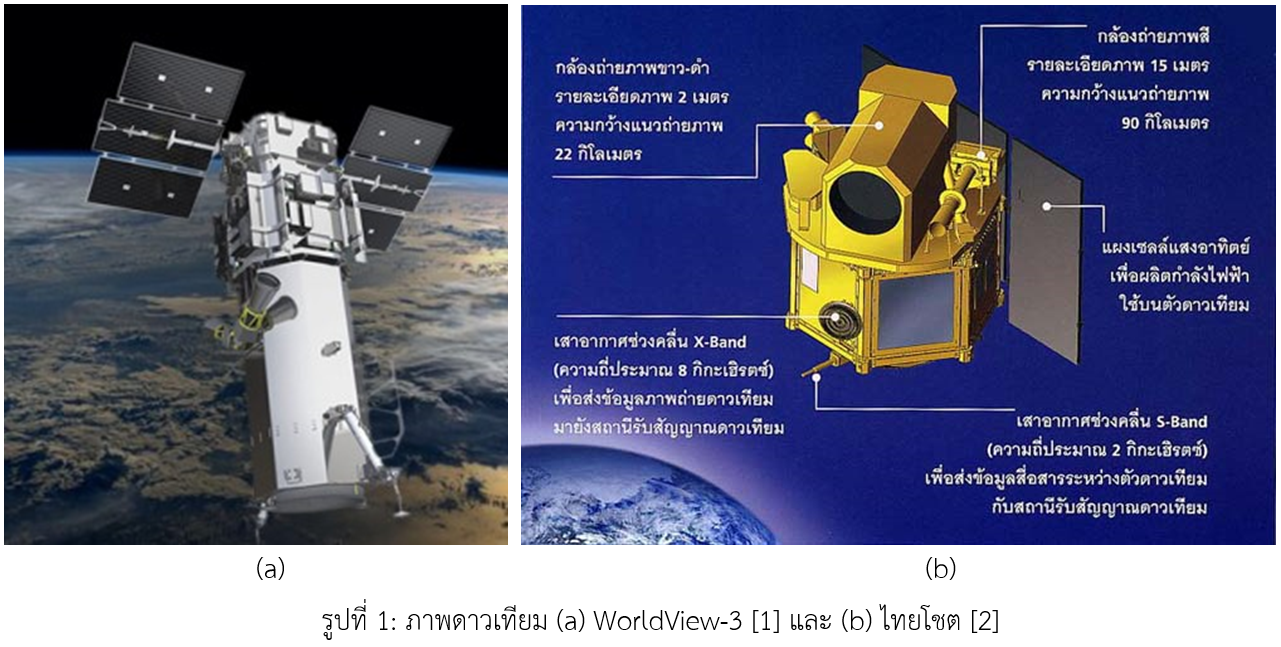 กล้องถ่ายภาพขาว-ดำ
รายละเอียดภาพ 2 เมตร
ความกว้างแนวถ่ายภาพ
22 กิโลเมตร
กล้องถ่ายภาพสี
รายละเอียดภาพ 15 เมตร
ความกว้างแนวถ่ายภาพ
90 กิโลเมตร
แผงเซลล์แสงอาทิตย์
เพื่อผลิตกำลังไฟฟ้า
ใช้บนตัวดาวเทียม
เสาอากาศช่วงคลื่น X-Band
(ความถี่ประมาณ 8 กิกะเฮิรตซ์)
เพื่อส่งข้อมูลภาพถ่ายดาวเทียม
มายังสถานีรับสัญญาณดาวเทียม
เสาอากาศช่วงคลื่น S-Band
(ความถี่ประมาณ 2 กิกะเฮิรตซ์)
เพื่อส่งข้อมูลสื่อสารระหว่างตัวดาวเทียม
กับสถานีรับสัญญาณดาวเทียม
(a)
(b)
รูปที่ 1: ภาพดาวเทียม (a) WorldView-3 [1] และ (b) ไทยโชต [2]